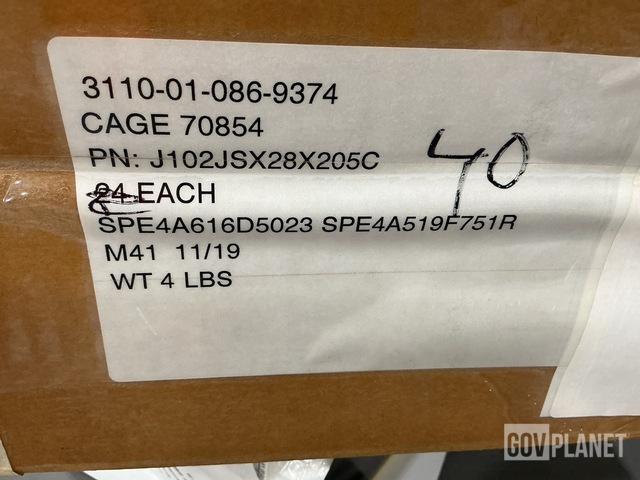 3110-01-086-9374
CAGE 70854
PN: J102JSX28X205C
40
EACH
SPE4A616D5023 SPE4A519F751R
M41 11/19
WT 4 LBS
GOVPLANET